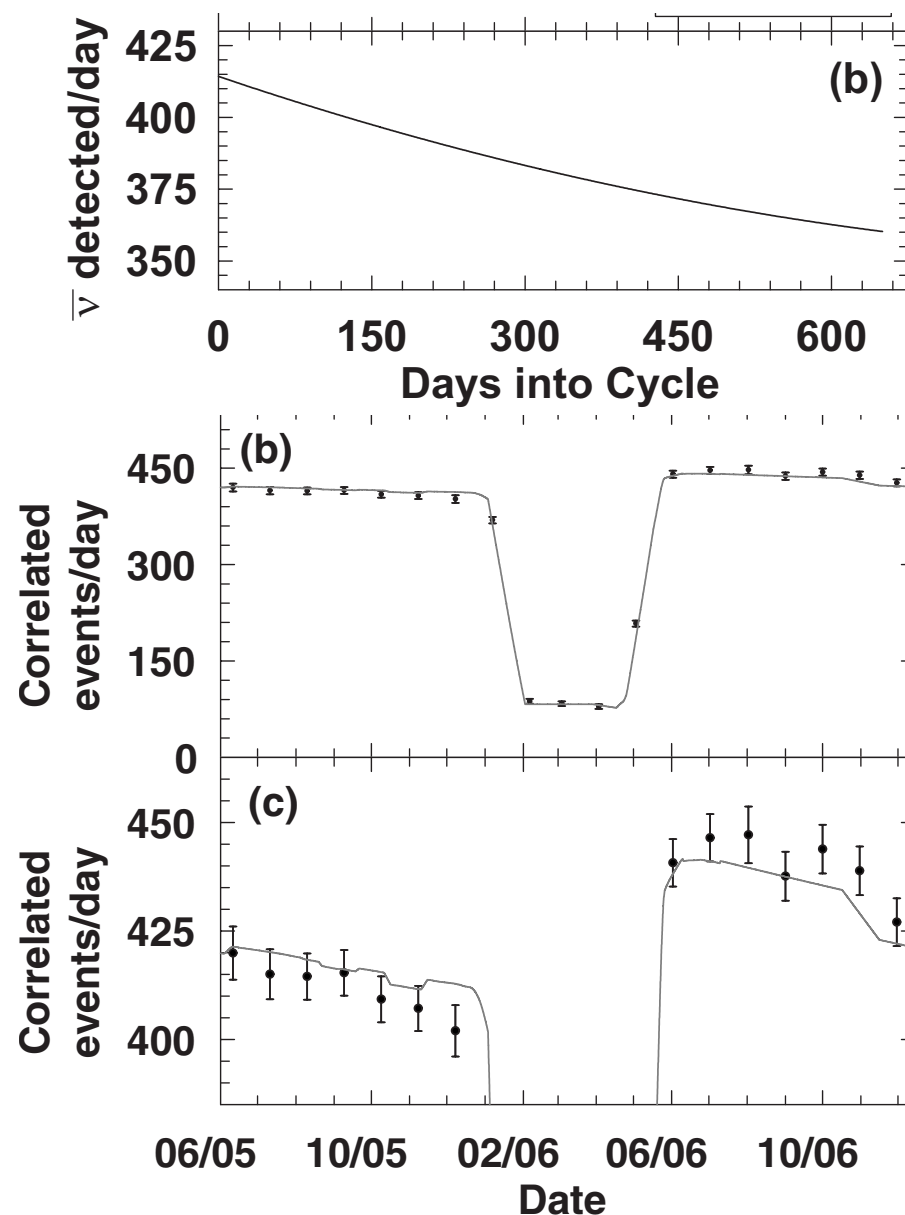 425
400
375
350
ν̅ detected/day
(b)
0 150 300 450 600
Days into Cycle
(b)
450
300
150
0
Correlated
events/day
(c)
450
425
400
Correlated
events/day
06/05 10/05 02/06 06/06 10/06
Date